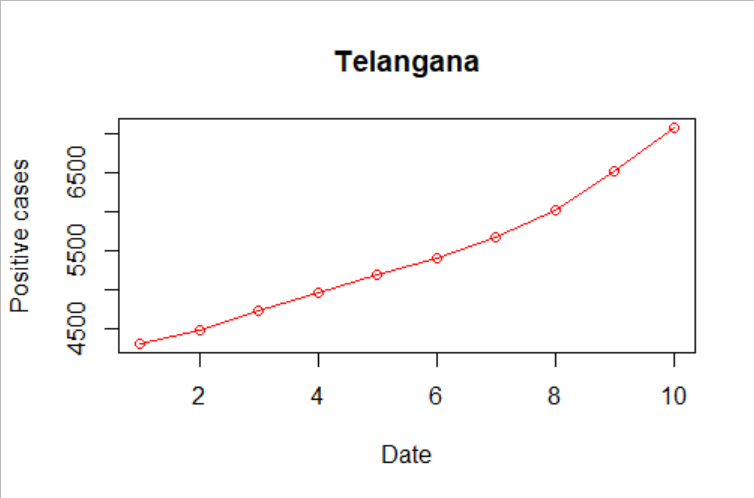 Telangana
Positive cases
6500
5500
4500
2 4 6 8 10
Date